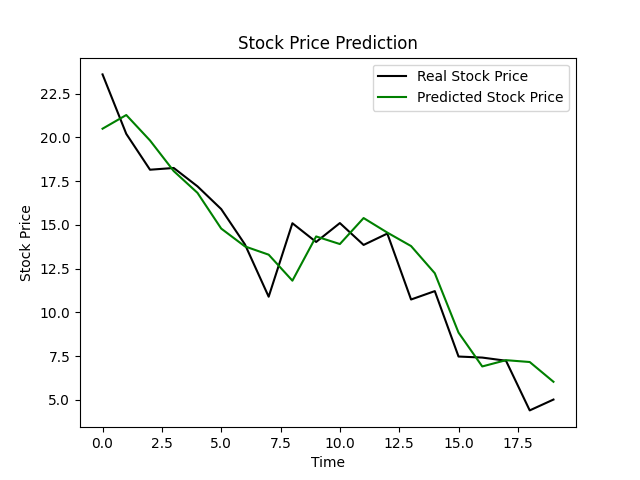 Stock Price Prediction
Real Stock Price
Predicted Stock Price
Stock Price
22.5
20.0
17.5
15.0
12.5
10.0
7.5
5.0
0.0 2.5 5.0 7.5 10.0 12.5 15.0 17.5
Time